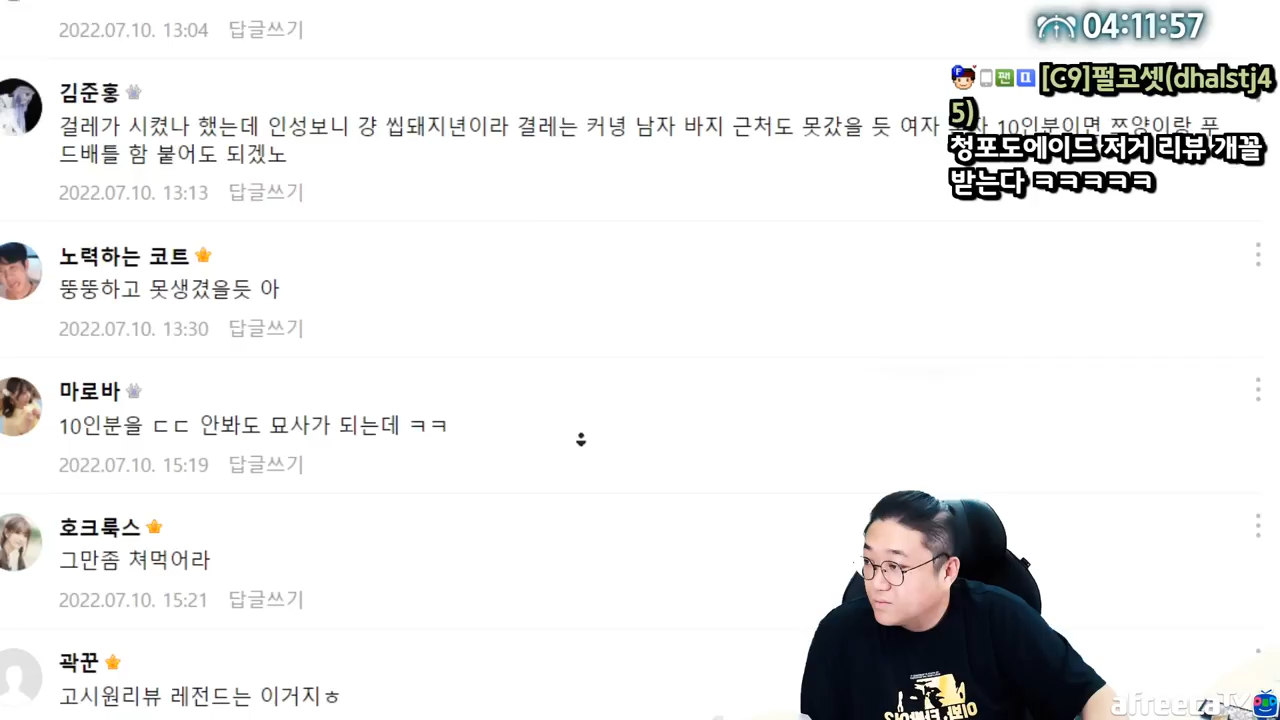 2022.07.10. 13:04 답글쓰기
04:11:57
[C9]펄코셋(dhalstj4
5)
청포도에이드 저거 리뷰 개꼴
받는다 ㅋㅋㅋㅋㅋ
김준홍
걸레가 시켰나 했는데 인성보니 걍 씹돼지년이라 결레는 커녕 남자 바지 근처도 못갔을 듯 여자 10인분이면 쯔양이랑 푸
드배틀 함 붙어도 되겠노
2022.07.10. 13:13 답글쓰기
노력하는 코트
뚱뚱하고 못생겼을듯 아
2022.07.10. 13:30 답글쓰기
마로바
10인분을 ㄷㄷ 안봐도 묘사가 되는데 ㅋㅋ
2022.07.10. 15:19 답글쓰기
호크룩스
그만좀 쳐먹어라
2022.07.10. 15:21 답글쓰기
곽꾼
고시원리뷰 레전드는 이거지ㅎ
afreecaTV